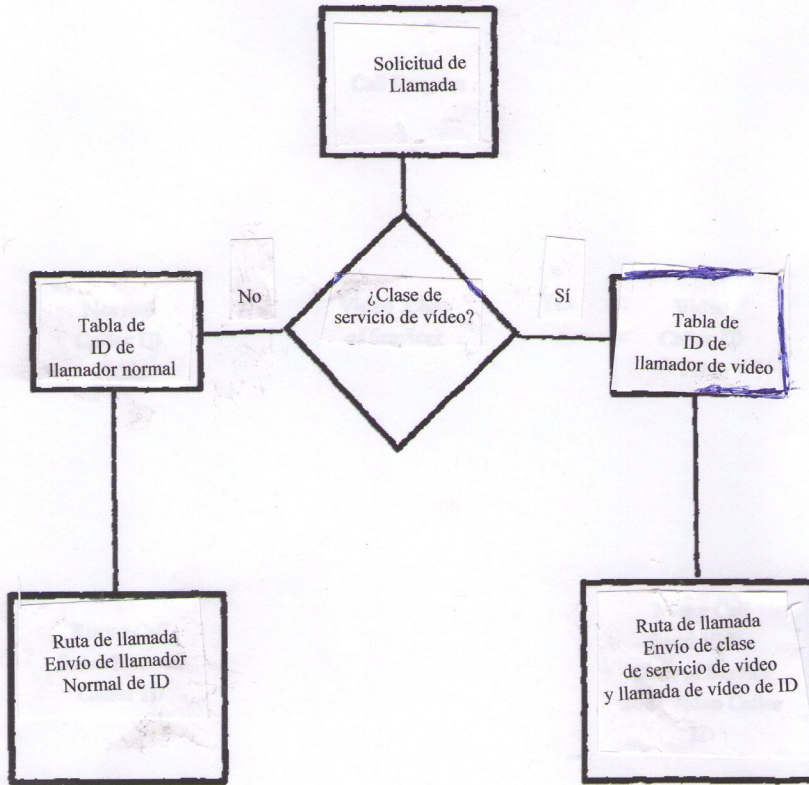 Solicitud de
Llamada
¿Clase de
servicio de vídeo?
No
Sí
Tabla de
ID de
llamador normal
Tabla de
ID de
llamador de video
Ruta de llamada
Envío de llamador
Normal de ID
Ruta de llamada
Envío de clase
de servicio de video
y llamada de vídeo de ID